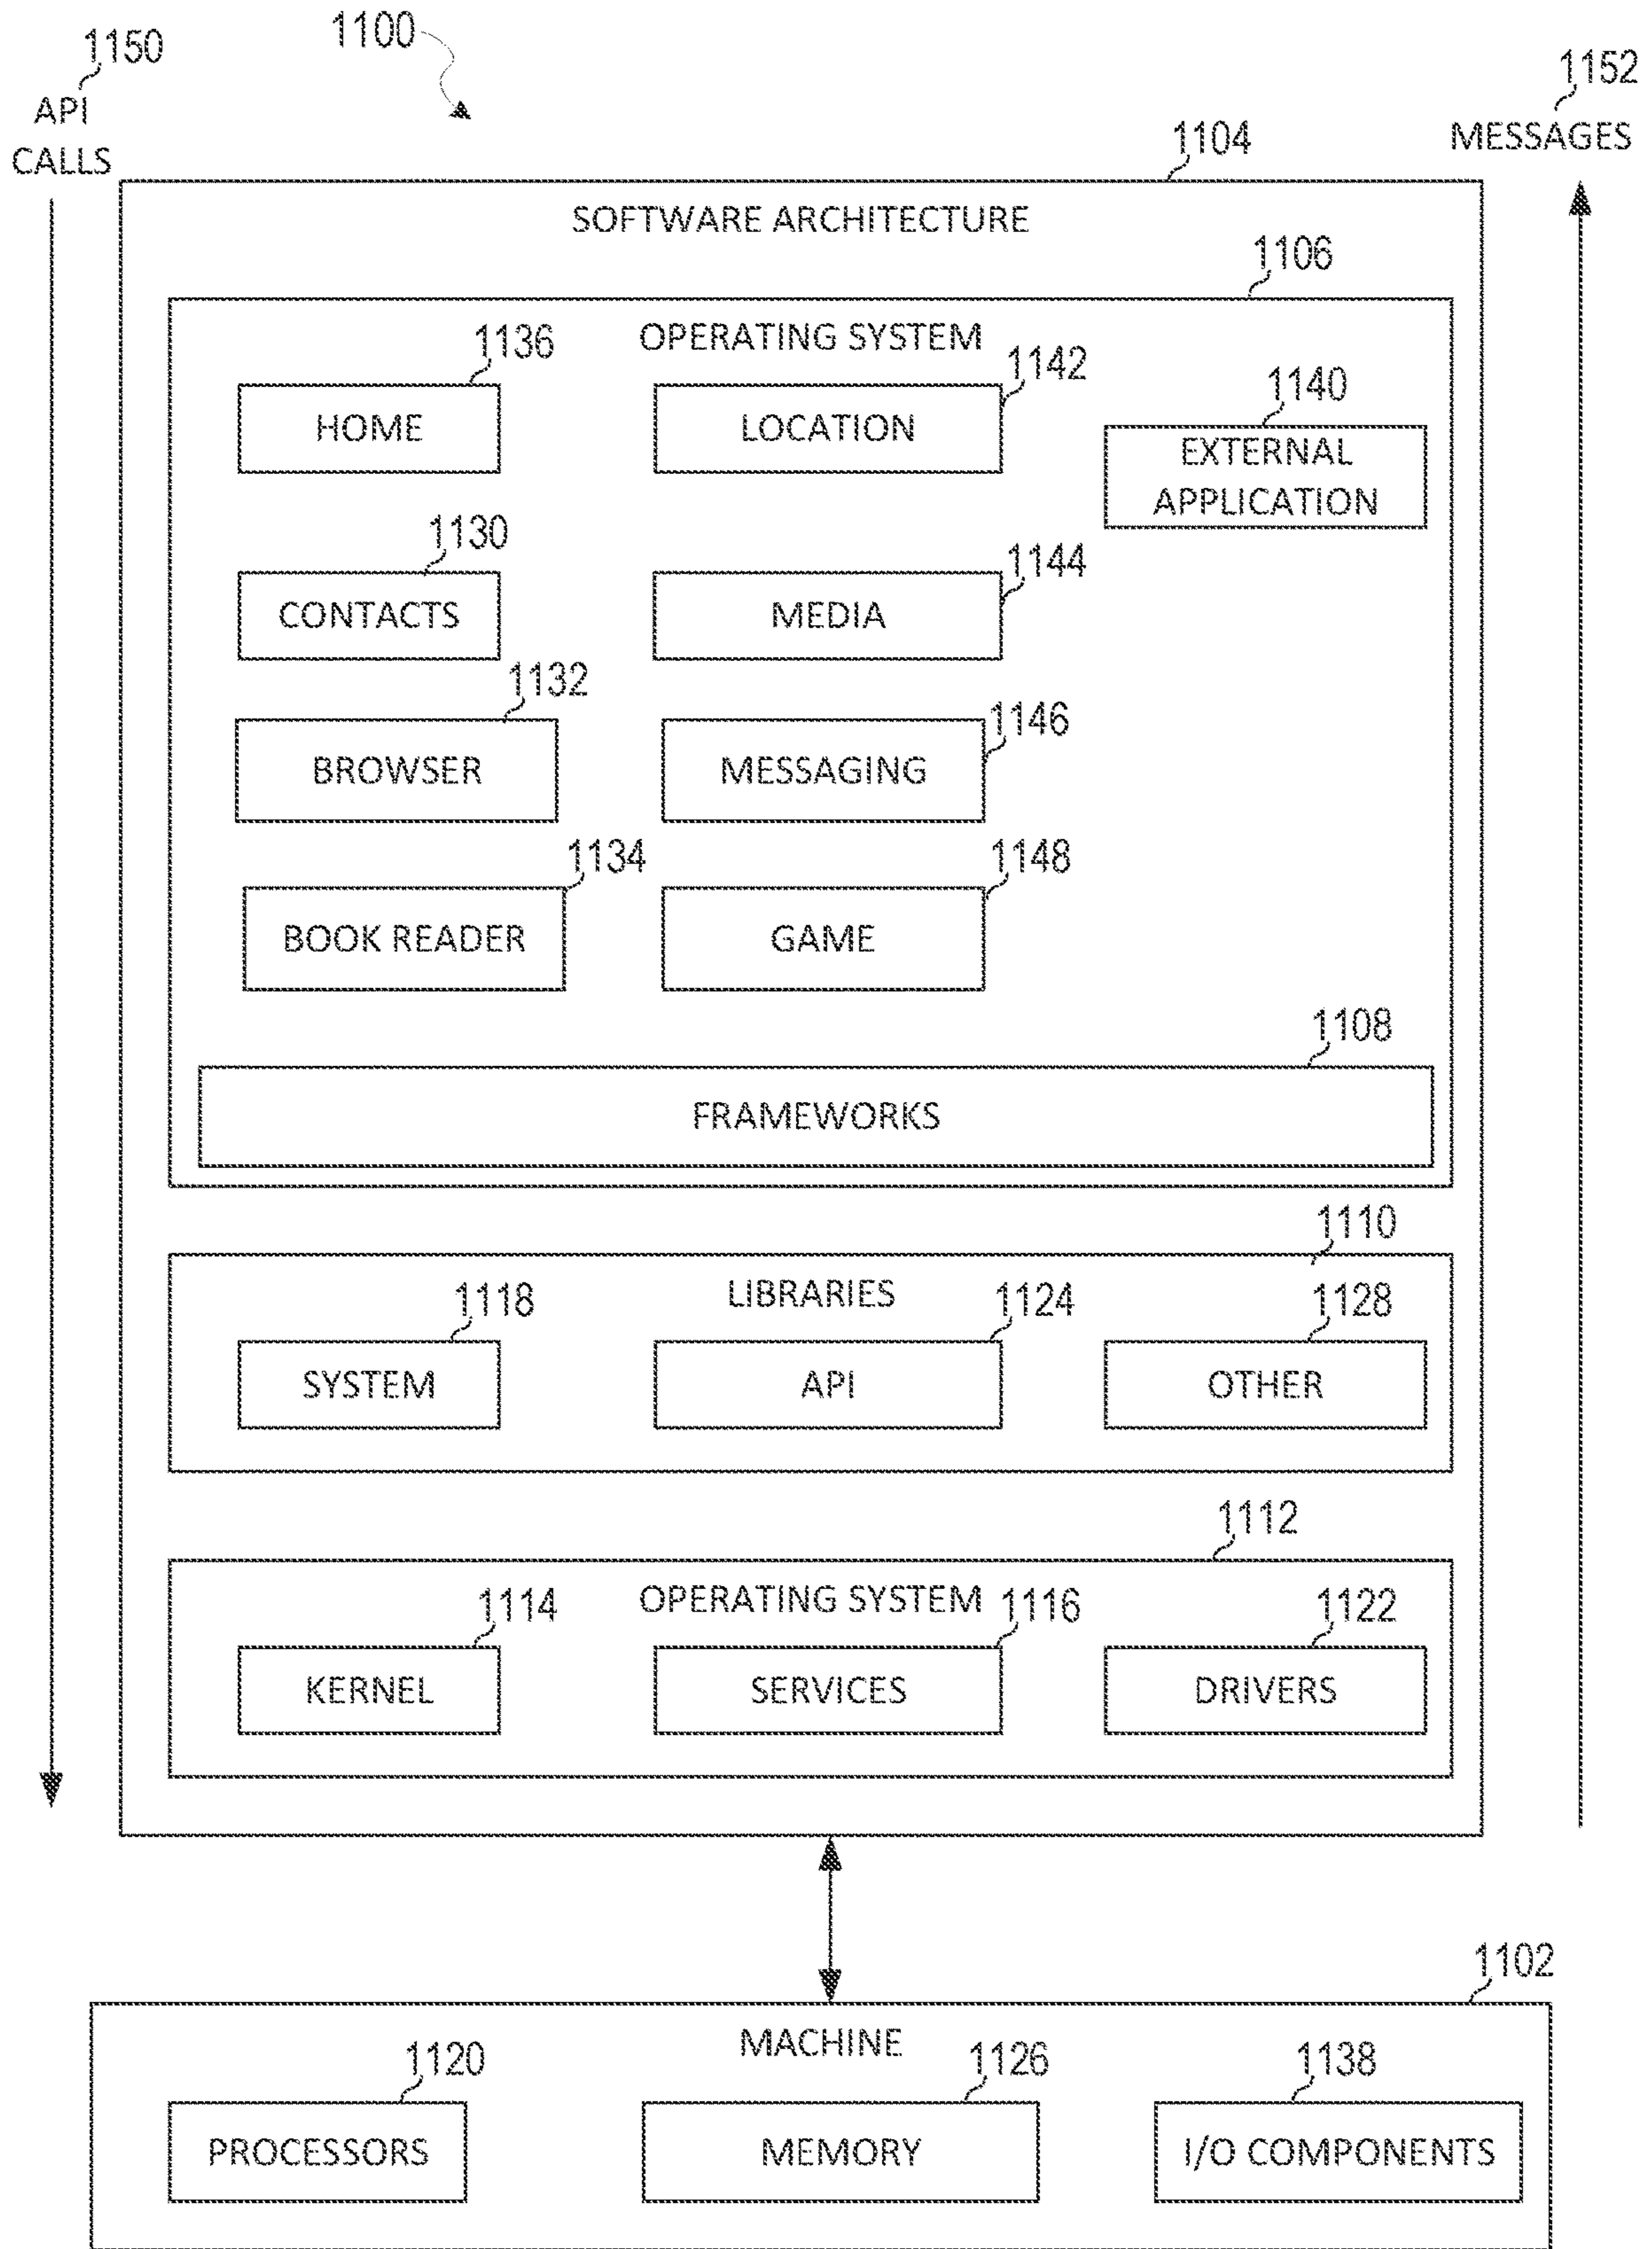 1100
1150
API
CALLS
1152
MESSAGES
1104
SOFTWARE ARCHITECTURE
1106
OPERATING SYSTEM
1136
HOME
1142
LOCATION
1140
EXTERNAL
APPLICATION
1130
CONTACTS
1144
MEDIA
1132
BROWSER
1146
MESSAGING
1134
BOOK READER
1148
GAME
1108
FRAMEWORKS
1110
LIBRARIES
1118
SYSTEM
1124
API
1128
OTHER
1112
OPERATING SYSTEM
1114
KERNEL
1116
SERVICES
1122
DRIVERS
1102
MACHINE
1120
PROCESSORS
1126
MEMORY
1138
I/O COMPONENTS